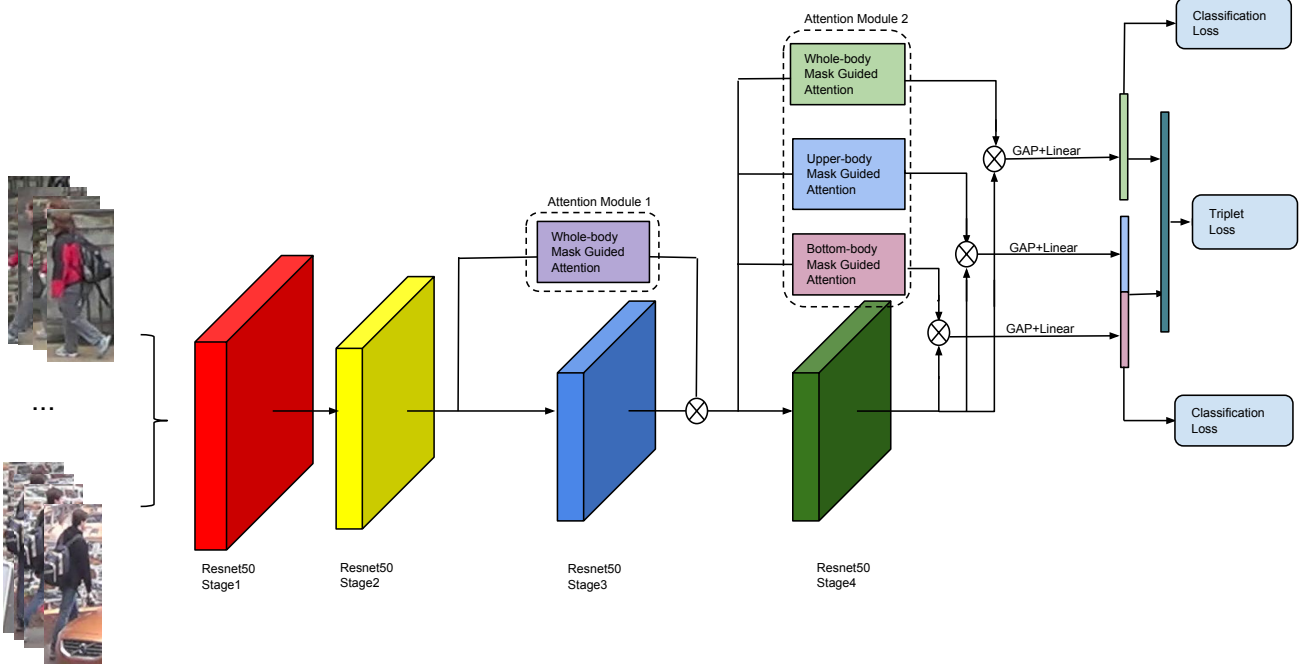 Classification
Loss
Attention Module 2
Whole-body
Mask Guided
Attention
GAP+Linear
Upper-body
Mask Guided
Attention
Attention Module 1
Whole-body
Mask Guided
Attention
Triplet
Loss
Bottom-body
Mask Guided
Attention
GAP+Linear
GAP+Linear
...
Classification
Loss
Resnet50
Stage1
Resnet50
Stage2
Resnet50
Stage3
Resnet50
Stage4